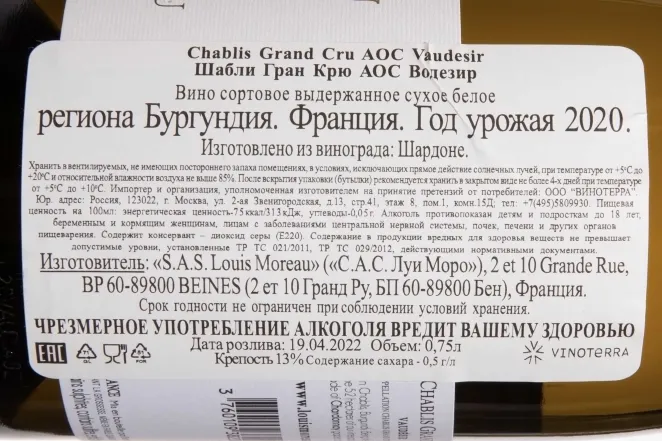 Chablis Grand Cru AOC Vaudesir
Шабли Гран Крю АОС Водезир
Вино сортовое выдержанное сухое белое
региона Бургундия. Франция. Год урожая 2020.
Изготовлено из винограда: Шардоне.
Хранить в вентилируемых, не имеющих постороннего запаха помещениях, в условиях, исключающих прямое действие солнечных лучей, при температуре от +5°С до
+20°С и относительной влажности воздуха не выше 85%. После вскрытия упаковки (бутылки) рекомендуется хранить в закрытом виде не более 4-х дней при температуре
от +5°С до +10°С. Импортер и организация, уполномоченная изготовителем на принятие претензий от потребителей: ООО "ВИНОТЕРРА".
Юр. адрес: Россия, 123022, г. Москва, ул. 2-ая Звенигородская, д.13, стр.41, этаж 8, пом.1, комн.15Д; тел: +7(495)5809930. Пищевая
ценность на 100мл: энергетическая ценность-75ккал/313кДж, углеводы-0,05г. Алкоголь противопоказан детям и подросткам до 18 лет,
беременным и кормящим женщинам, лицам с заболеваниями центральной нервной системы, почек, печени и других органов
пищеварения. Содержит консервант – диоксид серы (Е220). Содержание в продукции вредных для здоровья веществ не превышает
допустимые уровни, установленные ТР ТС 021/2011, ТР ТС 029/2012, действующими нормативными документами.
Изготовитель: «S.A.S. Louis Moreau» («С.А.С. Луи Моро»), 2 et 10 Grande Rue,
BP 60-89800 BEINES (2 ет 10 Гранд Ру, БП 60-89800 Бен), Франция.
Срок годности не ограничен при соблюдении условий хранения.
ЧРЕЗМЕРНОЕ УПОТРЕБЛЕНИЕ АЛКОГОЛЯ ВРЕДИТ ВАШЕМУ ЗДОРОВЬЮ
Дата розлива: 19.04.2022 Объем: 0,75л
Крепость 13% Содержание сахара - 0,5 г/л
EAC
VINOTERRA
CHABLIS